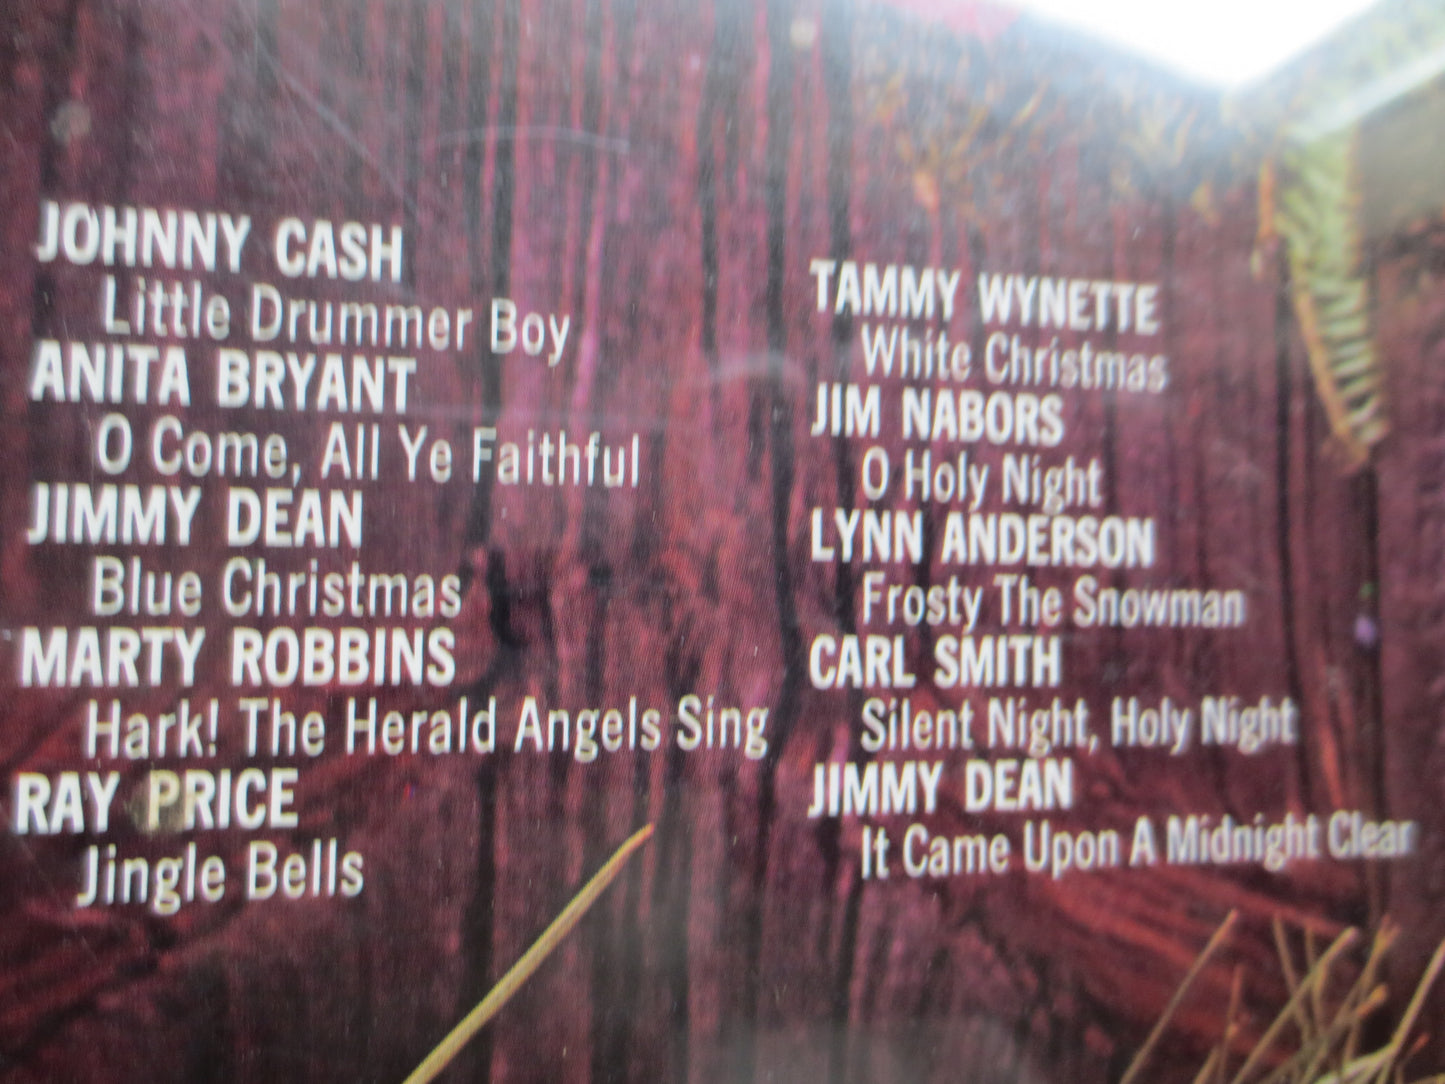 JOHNNY CASH
Little Drummer Boy
ANITA BRYANT
O Come, All Ye Faithful
JIMMY DEAN
Blue Christmas
MARTY ROBBINS
Hark! The Herald Angels Sing
RAY PRICE
Jingle Bells
TAMMY WYNETTE
White Christmas
JIM NABORS
O Holy Night
LYNN ANDERSON
Frosty The Snowman
CARL SMITH
Silent Night, Holy Night
JIMMY DEAN
It Came Upon A Midnight Clear